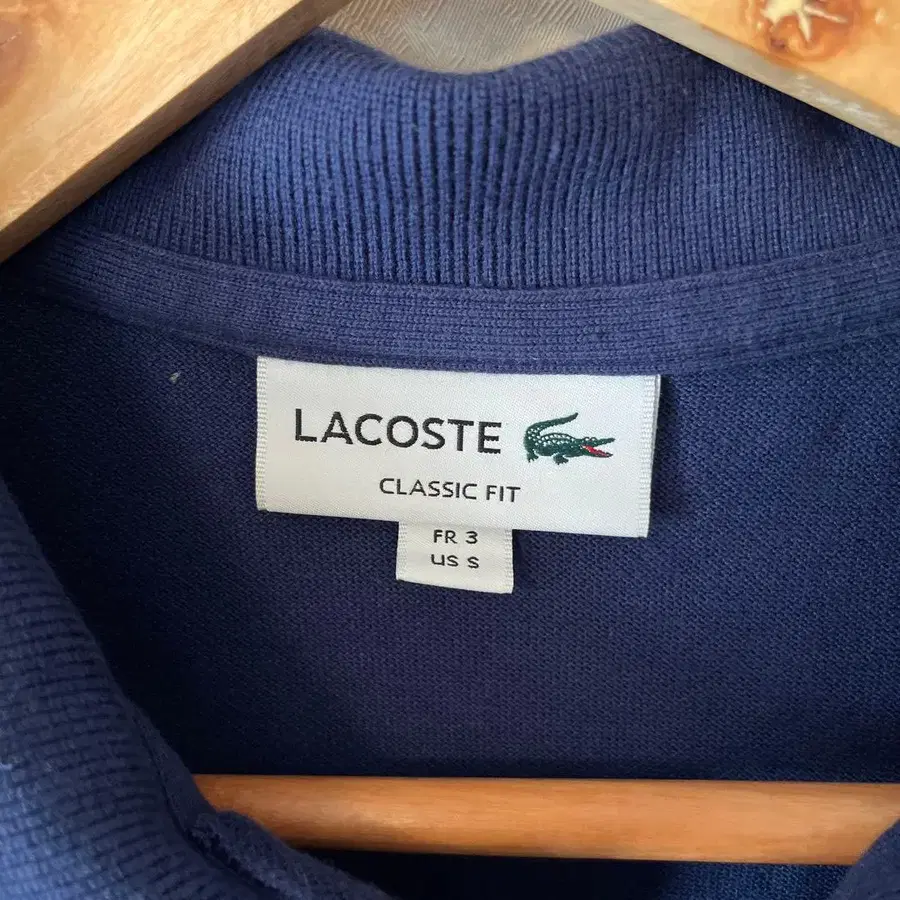 LACOSTE
CLASSIC FIT
FR 3
US S